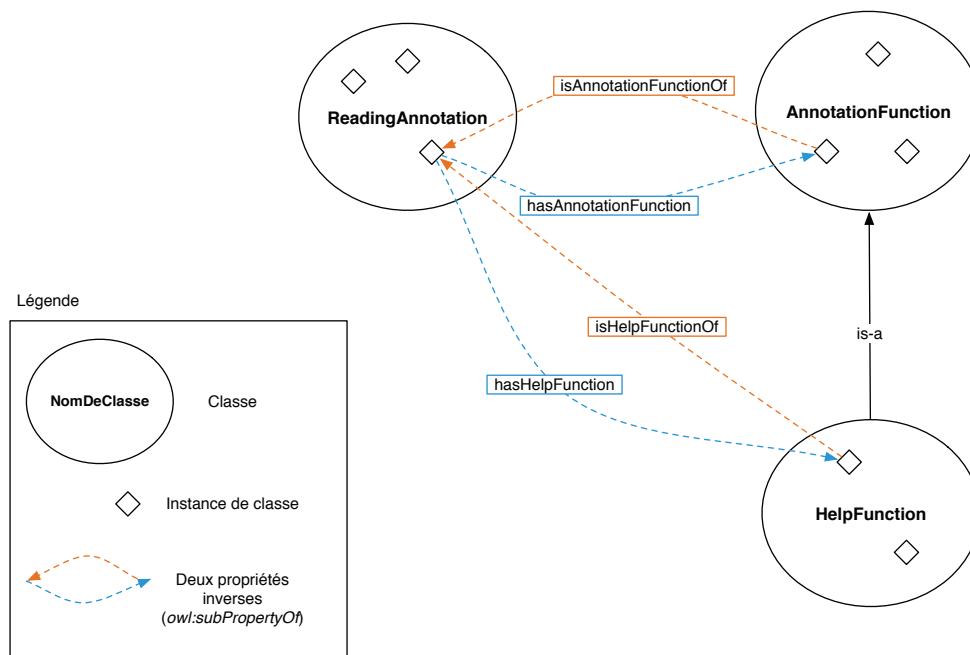 isAnnotationFunctionOf
ReadingAnnotation
AnnotationFunction
hasAnnotationFunction
isHelpFunctionOf
is-a
hasHelpFunction
HelpFunction
Légende
NomDeClasse
Classe
Instance de classe
Deux propriétés
inverses
(owl:subPropertyOf)